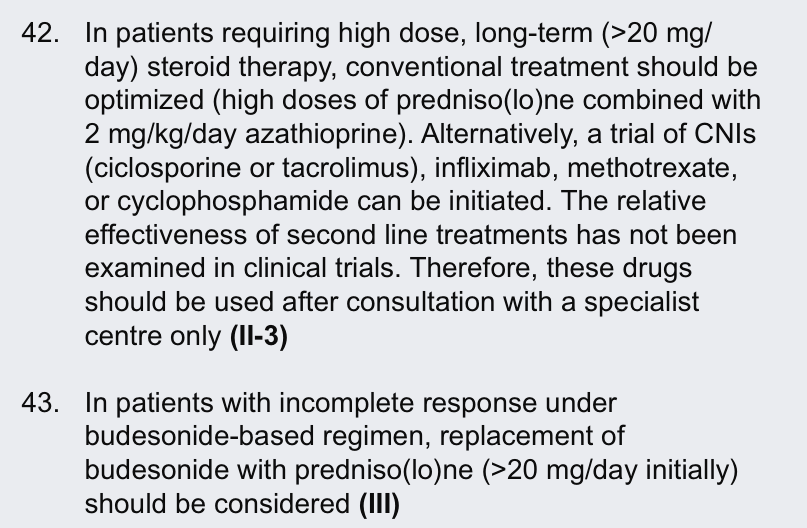 42. In patients requiring high dose, long-term (>20 mg/
day) steroid therapy, conventional treatment should be
optimized (high doses of predniso(lo)ne combined with
2 mg/kg/day azathioprine). Alternatively, a trial of CNIs
(ciclosporine or tacrolimus), infliximab, methotrexate,
or cyclophosphamide can be initiated. The relative
effectiveness of second line treatments has not been
examined in clinical trials. Therefore, these drugs
should be used after consultation with a specialist
centre only (II-3)
43. In patients with incomplete response under
budesonide-based regimen, replacement of
budesonide with predniso(lo)ne (>20 mg/day initially)
should be considered (III)